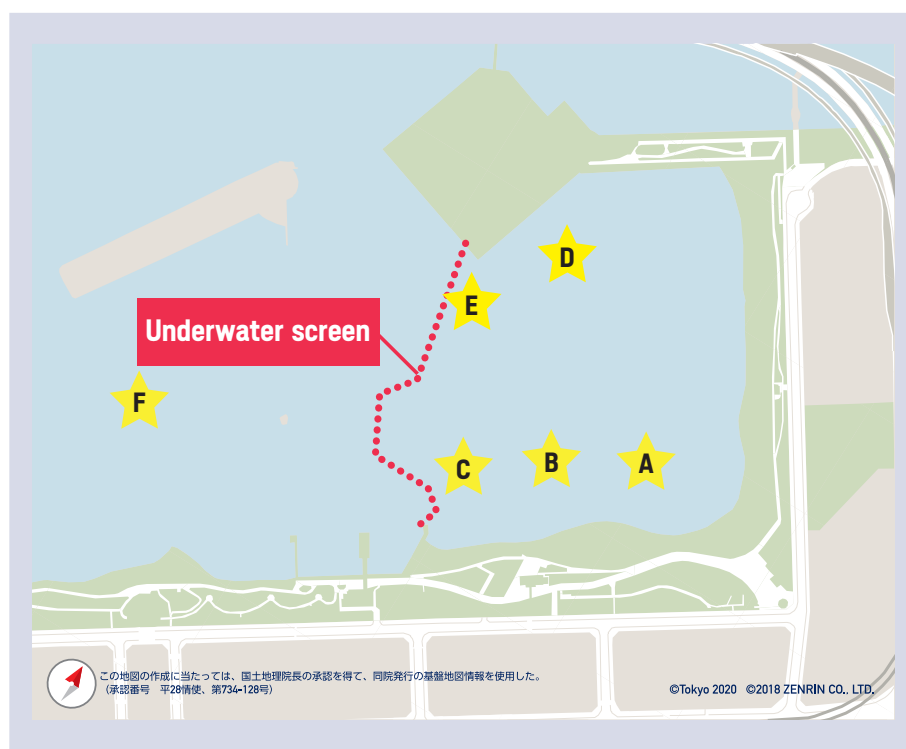 D
E
Underwater screen
F
C
B
A
この地図の作成に当たっては、国土地理院長の承認を得て、同院発行の基盤地図情報を使用した。
（承認番号 平28情使、第734-128号）
©Tokyo 2020 ©2018 ZENRIN CO., LTD.